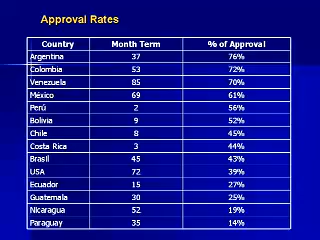 Approval Rates
Country Month Term % of Approval
Argentina 37 76%
Colombia 53 72%
Venezuela 85 70%
México 69 61%
Perú 2 56%
Bolivia 9 52%
Chile 8 45%
Costa Rica 3 44%
Brasil 45 43%
USA 72 39%
Ecuador 15 27%
Guatemala 30 25%
Nicaragua 52 19%
Paraguay 35 14%